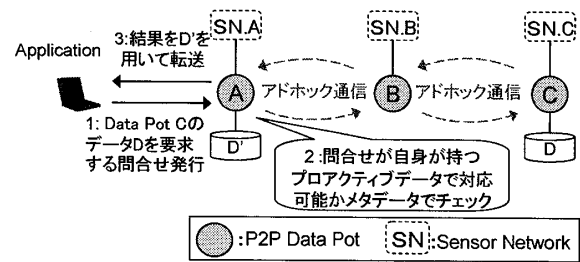 SN.A
SN.B
SN.C
Application
3:結果をD'を
用いて転送
A
アドホック通信
B
アドホック通信
C
1: Data Pot Cの
データDを要求
する問合せ発行
D'
D
2:問合せが自身が持つ
プロアクティブデータで対応
可能かメタデータでチェック
:P2P Data Pot
SN:Sensor Network